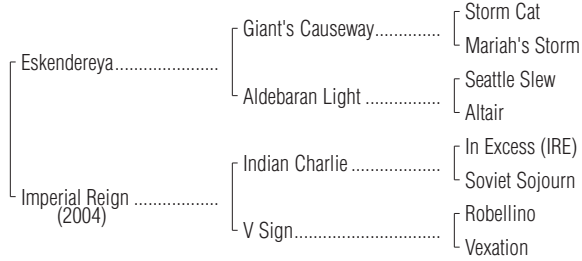 Storm Cat
Giant's Causeway..............
Mariah's Storm
Eskendereya......................
Seattle Slew
Aldebaran Light ................
Altair
In Excess (IRE)
Indian Charlie ...................
Soviet Sojourn
Imperial Reign ..................
(2004)
Robellino
V Sign...............................
Vexation